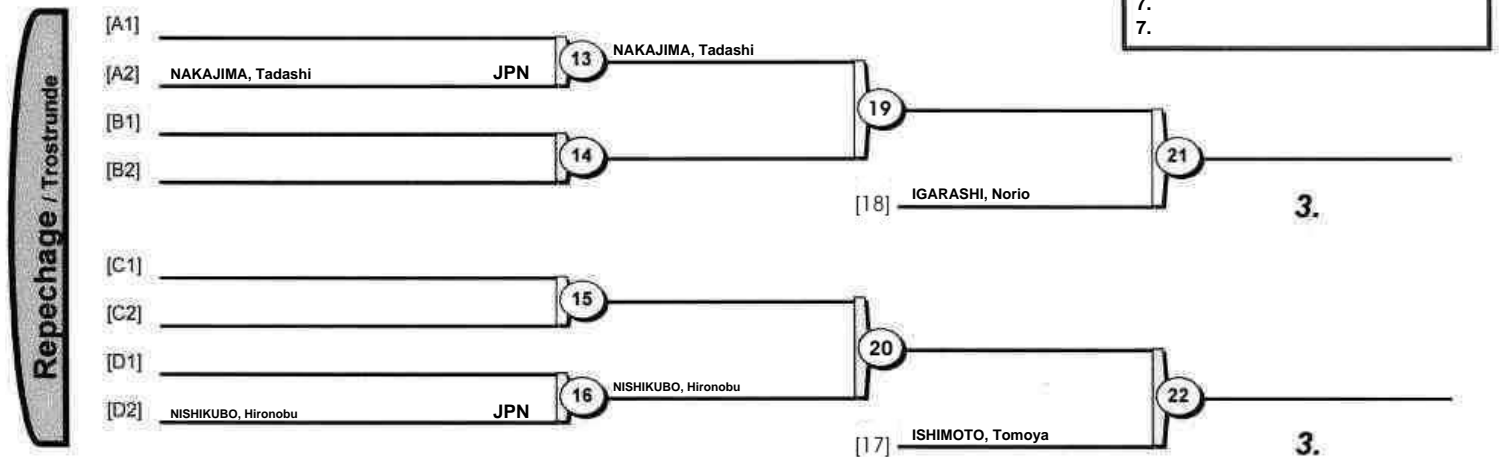 7.
7.
Repechage / Trostrunde
[A1]
[A2] NAKAJIMA, Tadashi JPN
13
NAKAJIMA, Tadashi
[B1]
[B2]
14
19
[18] IGARASHI, Norio
21
3.
[C1]
[C2]
15
[D1]
[D2] NISHIKUBO, Hironobu JPN
16
NISHIKUBO, Hironobu
20
[17] ISHIMOTO, Tomoya
22
3.